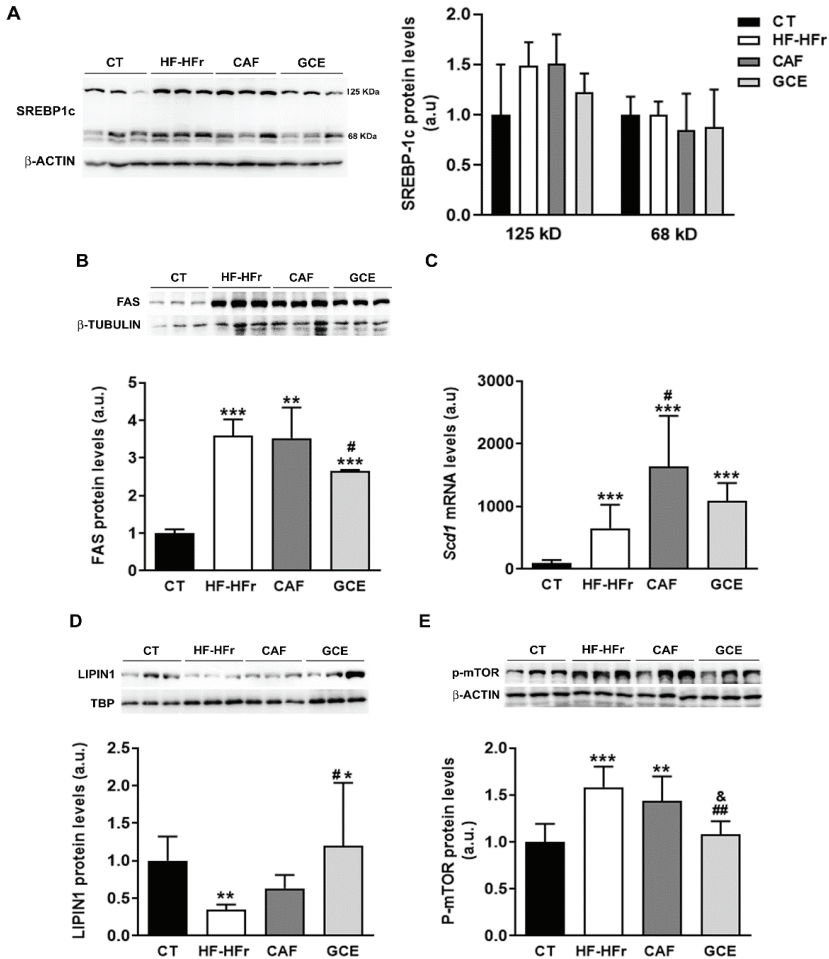 A
CT HF-HFr CAF GCE
SREBP1c
125 KDa
68 KDa
β-ACTIN
SREBP-1c protein levels
(a.u)
2.0
1.5
1.0
0.5
0.0
125 kD 68 kD
CT
HF-HFr
CAF
GCE
B
CT HF-HFr CAF GCE
FAS
β-TUBULIN
FAS protein levels (a.u.)
5
4
3
2
1
0
***
**
#
***
CT HF-HFr CAF GCE
C
Scd1 mRNA levels (a.u)
3000
2000
1000
0
***
#
***
***
CT HF-HFr CAF GCE
D
CT HF-HFr CAF GCE
LIPIN1
TBP
LIPIN1 protein levels (a.u.)
2.5
2.0
1.5
1.0
0.5
0.0
**
# *
CT HF-HFr CAF GCE
E
CT HF-HFr CAF GCE
p-mTOR
β-ACTIN
P-mTOR protein levels
(a.u.)
2.0
1.5
1.0
0.5
0.0
***
**
&
##
CT HF-HFr CAF GCE